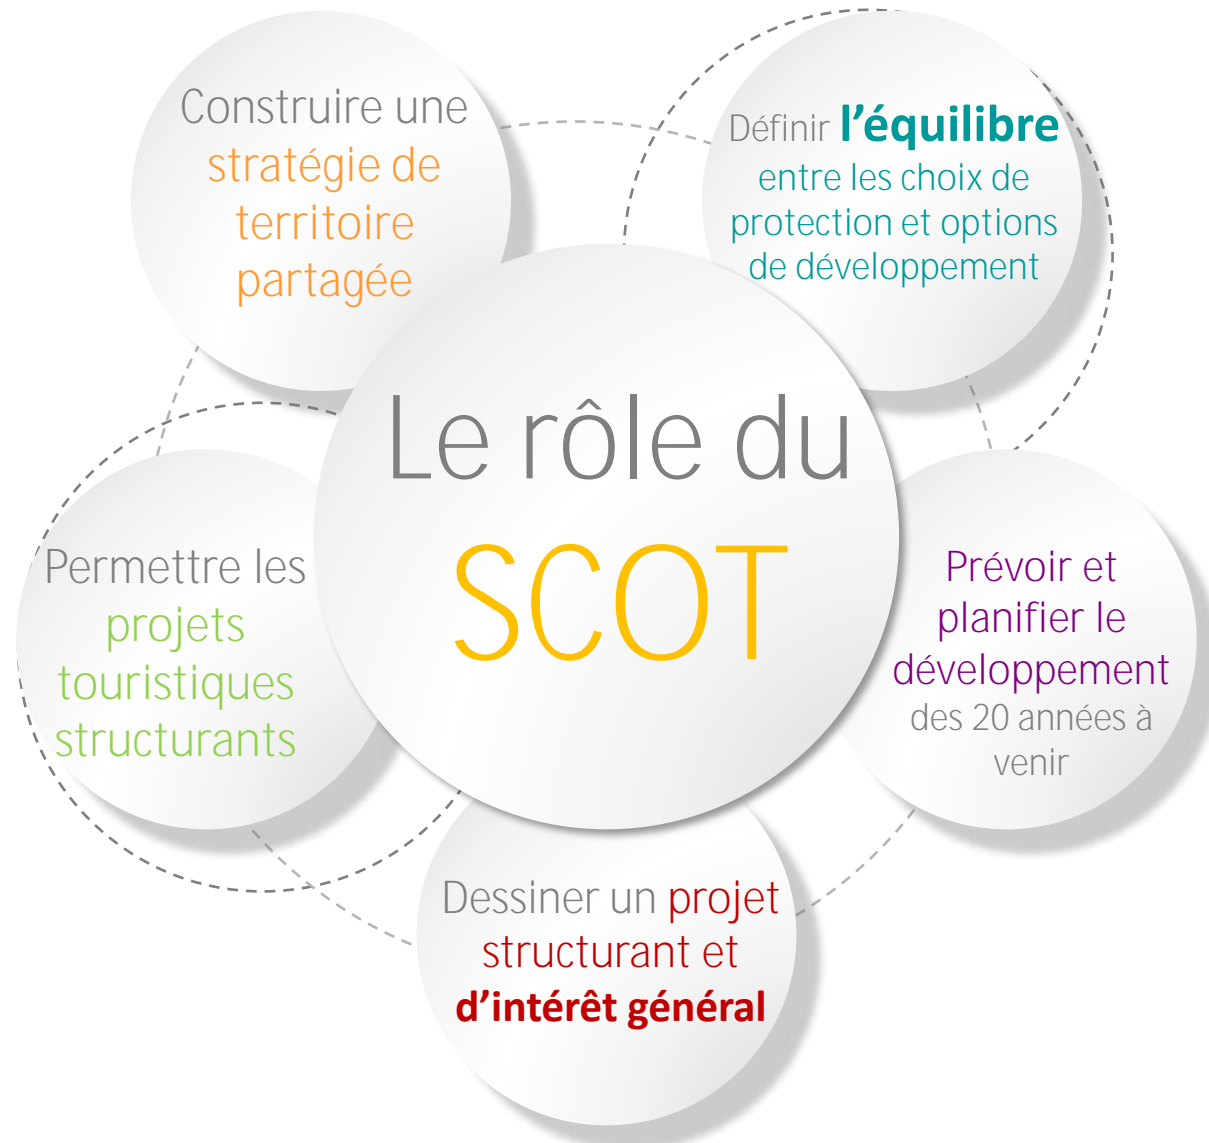 Construire une
stratégie de
territoire
partagée
Définir l'équilibre
entre les choix de
protection et options
de développement
Le rôle du
SCOT
Permettre les
projets
touristiques
structurants
Prévoir et
planifier le
développement
des 20 années à
venir
Dessiner un projet
structurant et
d'intérêt général